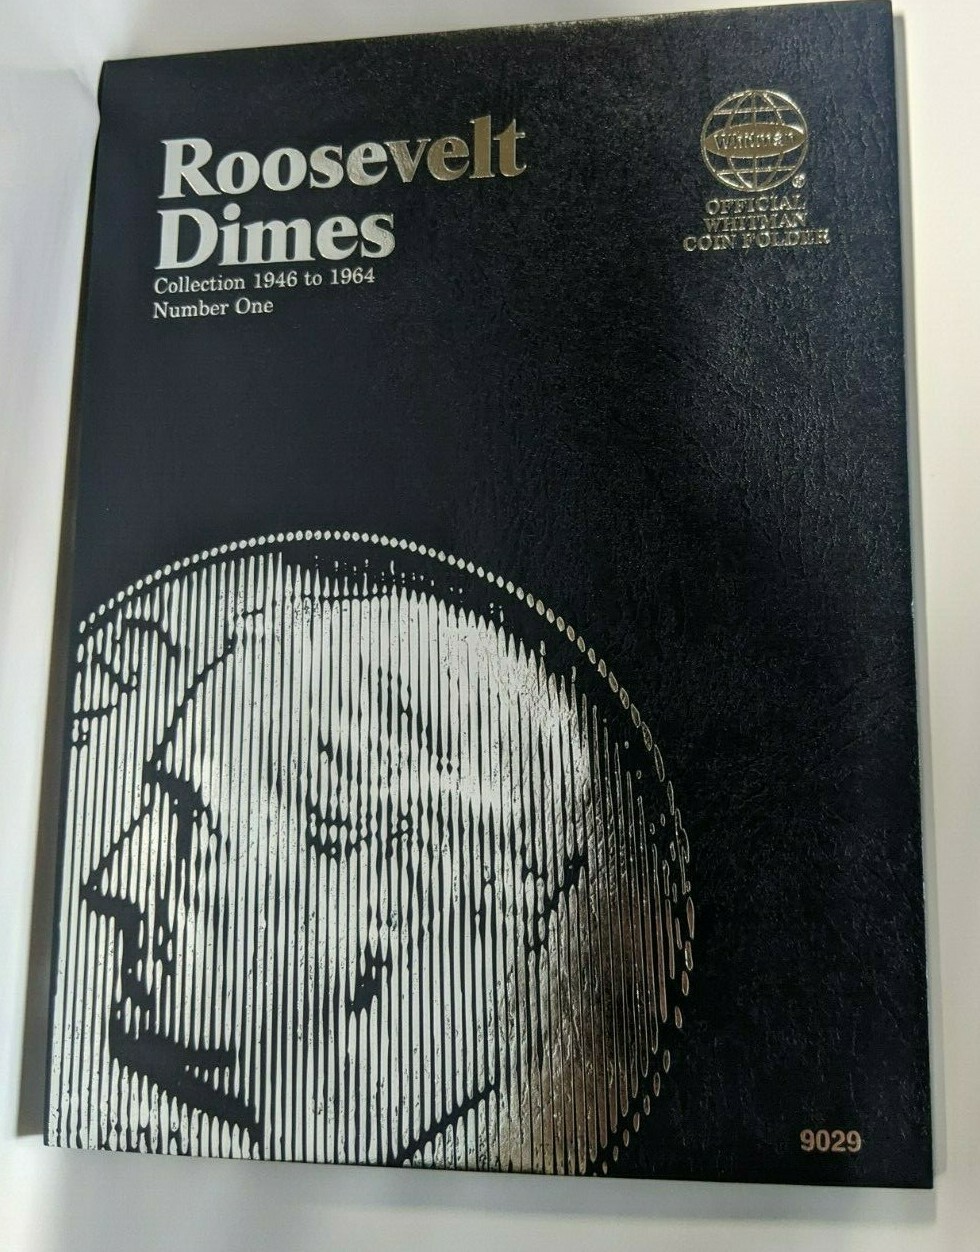 Roosevelt
Dimes
Collection 1946 to 1964
Number One
Whitman
®
OFFICIAL
WHITMAN
COIN FOLDER
9029